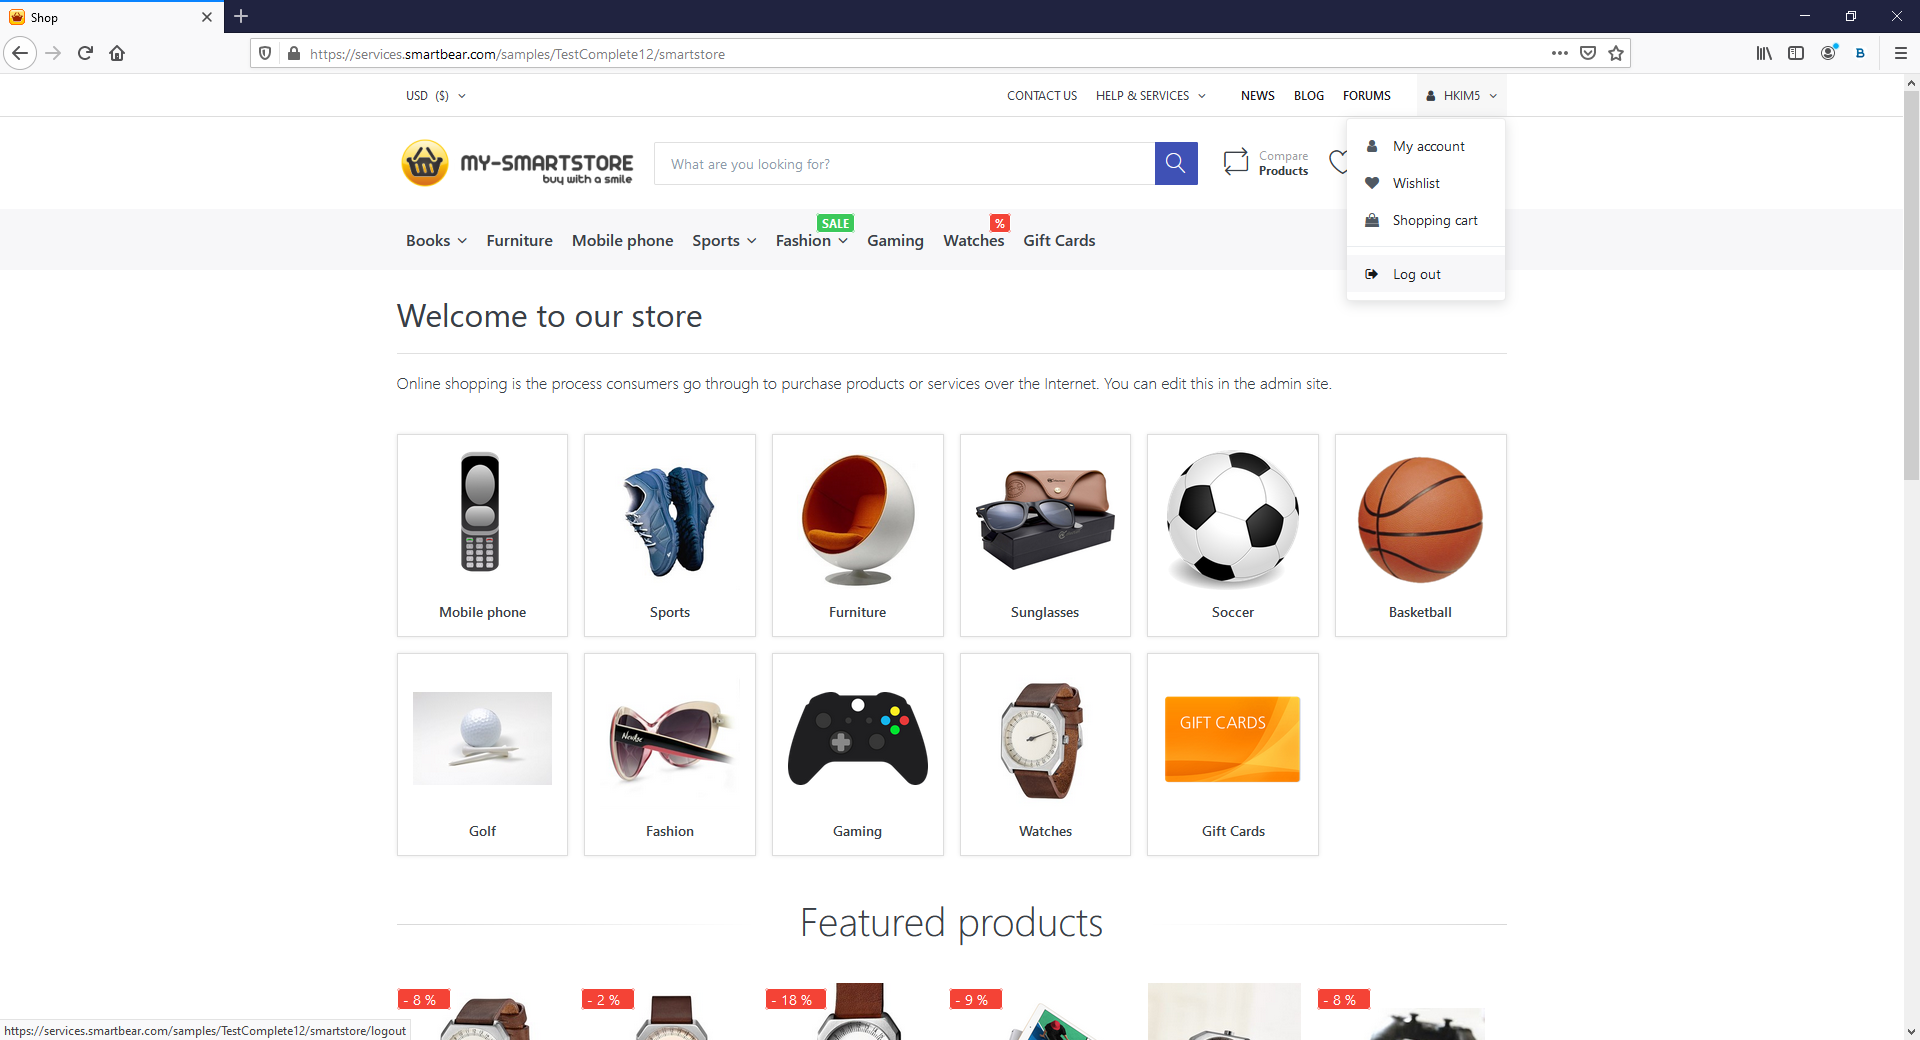 Shop
https://services.smartbear.com/samples/TestComplete12/smartstore
USD ($)
CONTACT US
HELP & SERVICES
NEWS
BLOG
FORUMS
HKIM5
My account
Wishlist
Shopping cart
Log out
MY-SMARTSTORE
buy with a smile
What are you looking for?
Compare
Products
SALE
%
Books
Furniture
Mobile phone
Sports
Fashion
Gaming
Watches
Gift Cards
Welcome to our store
Online shopping is the process consumers go through to purchase products or services over the Internet. You can edit this in the admin site.
Mobile phone
Sports
Furniture
Sunglasses
Soccer
Basketball
GIFT CARDS
Golf
Fashion
Gaming
Watches
Gift Cards
Featured products
- 8 %
- 2 %
- 18 %
- 9 %
- 8 %
https://services.smartbear.com/samples/TestComplete12/smartstore/logout